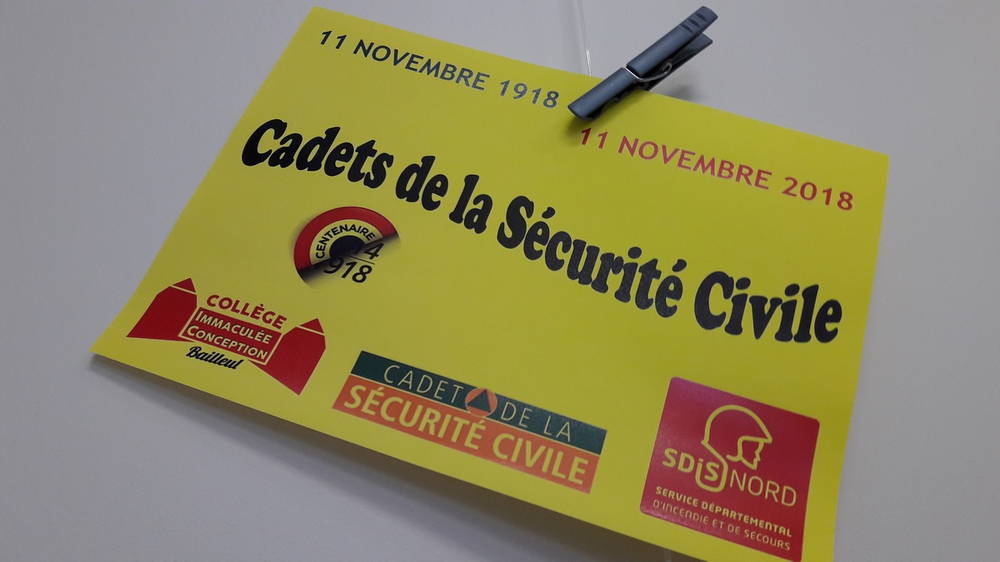 11 NOVEMBRE 1918
11 NOVEMBRE 2018
Cadets de la Sécurité Civile
CENTENAIRE
14
918
COLLÈGE
IMMACULÉE
CONCEPTION
Bailleul
CADET DE LA
SÉCURITÉ CIVILE
SDiS NORD
SERVICE DÉPARTEMENTAL
D'INCENDIE ET DE SECOURS